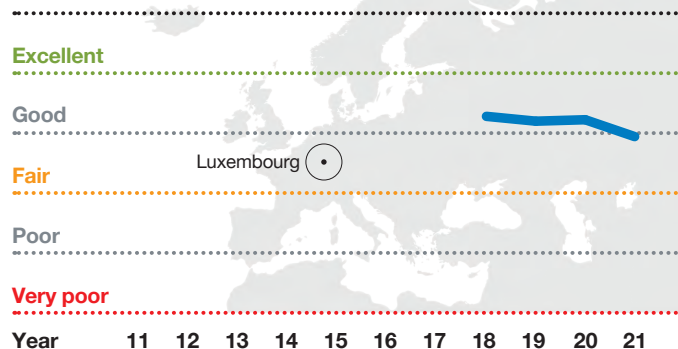 Excellent
Good
Luxembourg
Fair
Poor
Very poor
Year 11 12 13 14 15 16 17 18 19 20 21